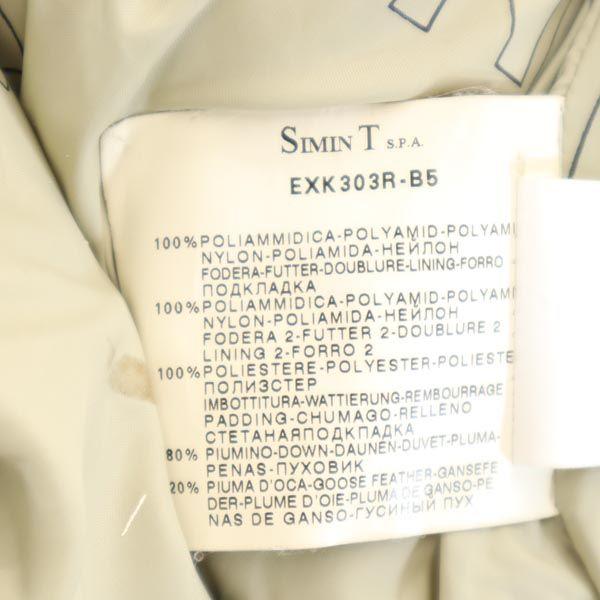 SIMIN T S.P.A.
EXK303R-B5
100% POLIAMMIDICA-POLYAMID-POLYAMI
NYLON-POLIAMIDA-НЕЙЛОН
FODERA-FUTTER-DOUBLURE-LINING-FORRO
ПОДКЛАДКА
100% POLIAMMIDICA-POLYAMID-POLYAMI
NYLON-POLIAMIDA-НЕЙЛОН
FODERA 2-FUTTER 2-DOUBLURE 2
LINING 2-FORRO 2
100% POLIESTERE-POLYESTER-POLIESTE
ПОЛИЗСТЕР
IMBOTTITURA-WATTIERUNG-REMBOURRAGE
PADDING-CHUMAGO-RELLENO
СТЕТАНАЯПОДКПАДКА
80% PIUMINO-DOWN-DAUNEN-DUVET-PLUMA-
PENAS-ПУХОВИК
20% PIUMA D'OCA-GOOSE FEATHER-GANSEFE
DER-PLUME D'OIE-PLUMA DE GANSO-PE
NAS DE GANSO-ГУСИНЫЙ ПУХ